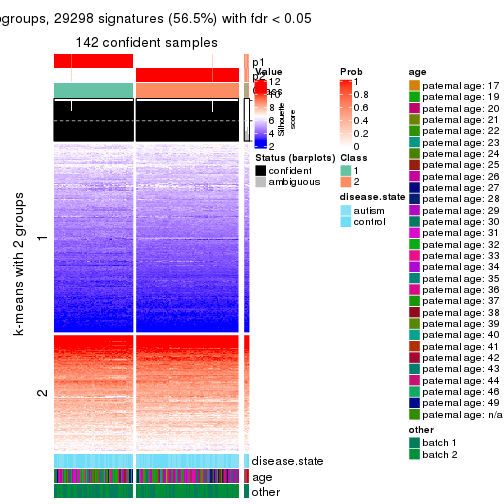 ogroups, 29298 signatures (56.5%) with fdr < 0.05
142 confident samples
p1
p2
Class
Silhouette
score
k-means with 2 groups
1
2
disease.state
age
other
Value
12
10
8
6
4
2
Status (barplots)
confident
ambiguous
Prob
1
0.8
0.6
0.4
0.2
0
Class
1
2
disease.state
autism
control
age
paternal age: 17
paternal age: 19
paternal age: 20
paternal age: 21
paternal age: 22
paternal age: 23
paternal age: 24
paternal age: 25
paternal age: 26
paternal age: 27
paternal age: 28
paternal age: 29
paternal age: 30
paternal age: 31
paternal age: 32
paternal age: 33
paternal age: 34
paternal age: 35
paternal age: 36
paternal age: 37
paternal age: 38
paternal age: 39
paternal age: 40
paternal age: 41
paternal age: 42
paternal age: 43
paternal age: 44
paternal age: 46
paternal age: 49
paternal age: n/a
other
batch 1
batch 2